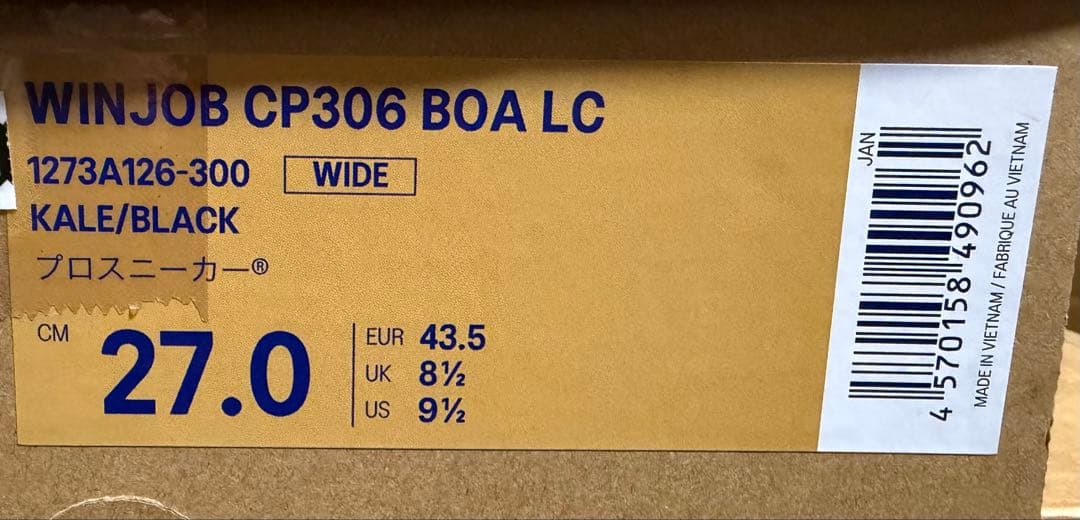 WINJOB CP306 BOA LC
1273A126-300 WIDE
KALE/BLACK
プロスニーカー®
CM 27.0
EUR 43.5
UK 8½
US 9½
JAN
4 570158 490962
MADE IN VIETNAM / FABRIQUE AU VIETNAM